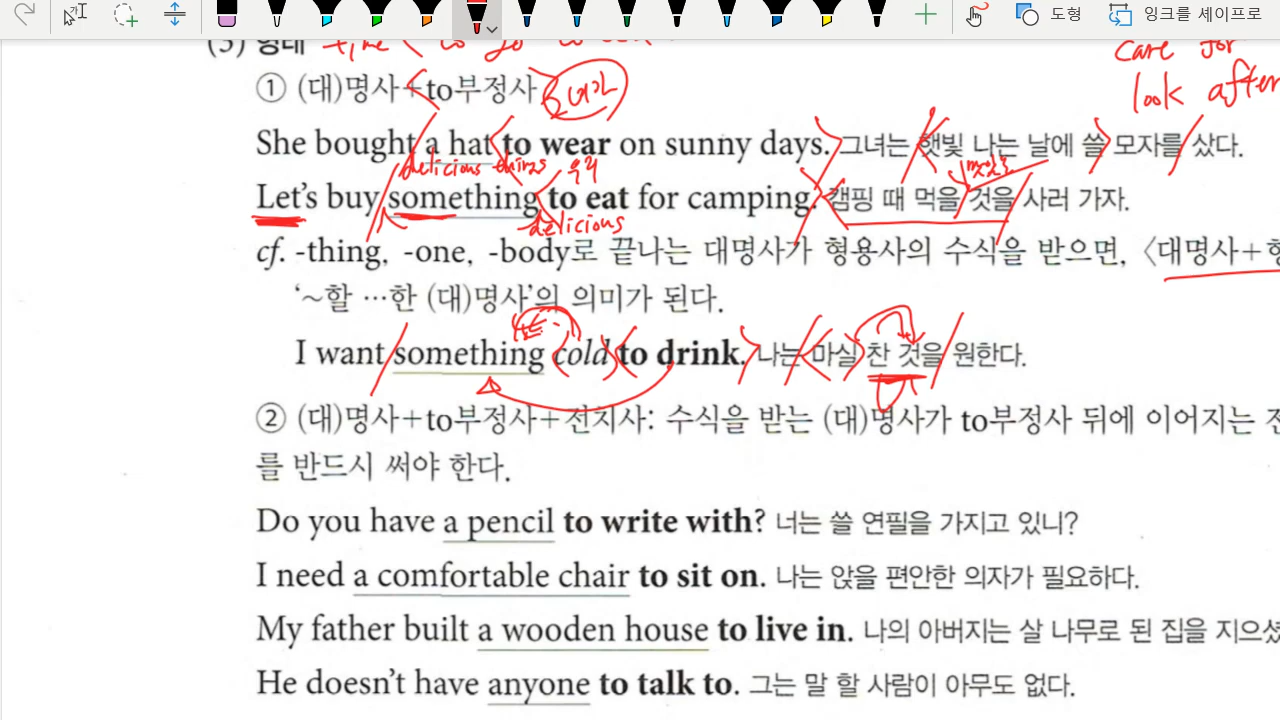 도형 잉크를 셰이프로
(3) 형태 time to go to
care for
① (대)명사+to부정사
look after
She bought a hat to wear on sunny days. 그녀는 햇빛 나는 날에 쓸 모자를 샀다.
delicious things
Let's buy something to eat for camping. 캠핑 때 먹을 것을 사러 가자.
delicious
cf. -thing, -one, -body로 끝나는 대명사가 형용사의 수식을 받으면, 〈대명사+형
'~할 …한 (대)명사'의 의미가 된다.
I want something cold to drink. 나는 마실 찬 것을 원한다.
② (대)명사+to부정사+전치사: 수식을 받는 (대)명사가 to부정사 뒤에 이어지는 전
를 반드시 써야 한다.
Do you have a pencil to write with? 너는 쓸 연필을 가지고 있니?
I need a comfortable chair to sit on. 나는 앉을 편안한 의자가 필요하다.
My father built a wooden house to live in. 나의 아버지는 살 나무로 된 집을 지으셨
He doesn't have anyone to talk to. 그는 말 할 사람이 아무도 없다.